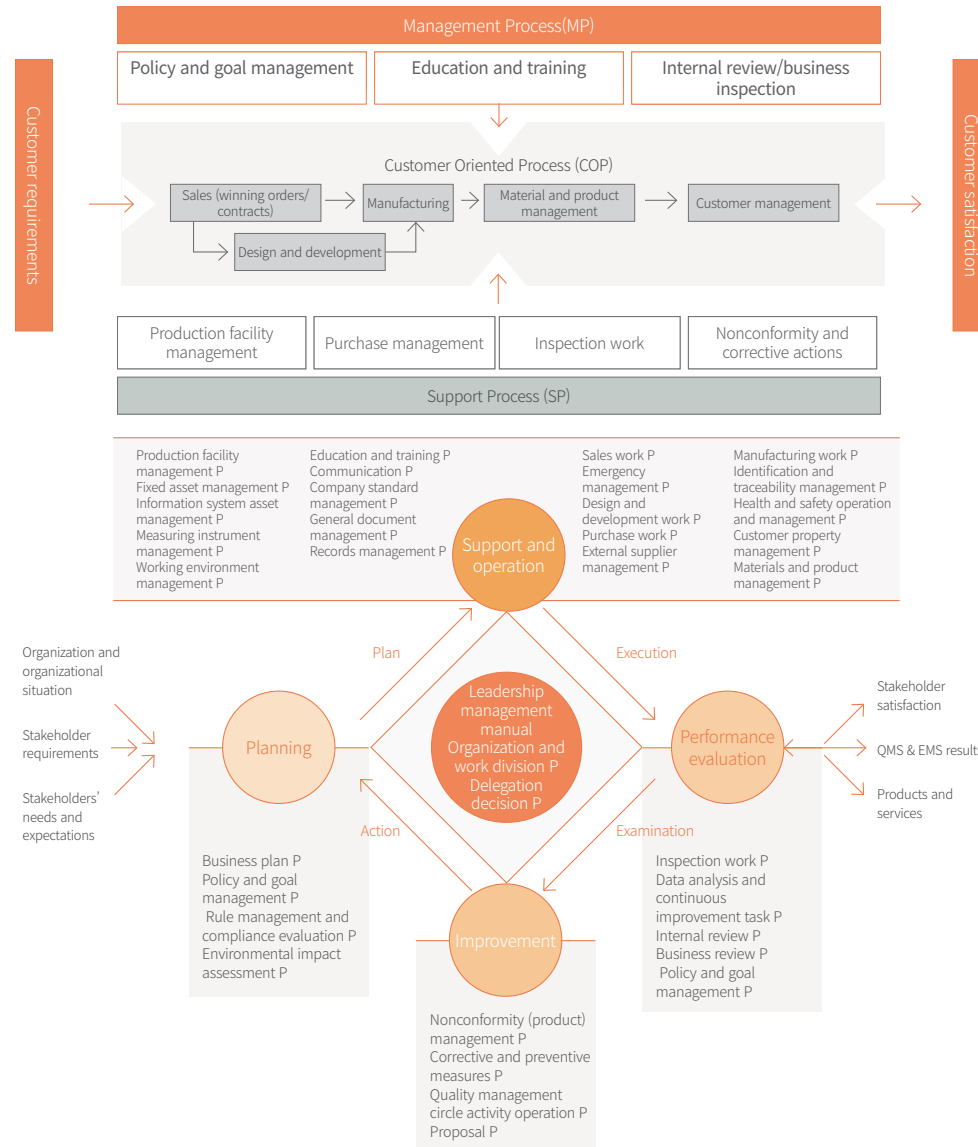 Management Process(MP)
Policy and goal management
Education and training
Internal review/business
inspection
Customer requirements
Customer satisfaction
Customer Oriented Process (COP)
Sales (winning orders/
contracts)
Manufacturing
Material and product
management
Customer management
Design and development
Production facility
management
Purchase management
Inspection work
Nonconformity and
corrective actions
Support Process (SP)
Production facility
management P
Fixed asset management P
Information system asset
management P
Measuring instrument
management P
Working environment
management P
Education and training P
Communication P
Company standard
management P
General document
management P
Records management P
Support and
operation
Sales work P
Emergency
management P
Design and
development work P
Purchase work P
External supplier
management P
Manufacturing work P
Identification and
traceability management P
Health and safety operation
and management P
Customer property
management P
Materials and product
management P
Plan
Execution
Organization and
organizational
situation
Stakeholder
requirements
Stakeholders’
needs and
expectations
Planning
Leadership
management
manual
Organization and
work division P
Delegation
decision P
Performance
evaluation
Stakeholder
satisfaction
QMS & EMS results
Products and
services
Action
Examination
Business plan P
Policy and goal
management P
Rule management and
compliance evaluation P
Environmental impact
assessment P
Improvement
Inspection work P
Data analysis and
continuous
improvement task P
Internal review P
Business review P
Policy and goal
management P
Nonconformity (product)
management P
Corrective and preventive
measures P
Quality management
circle activity operation P
Proposal P